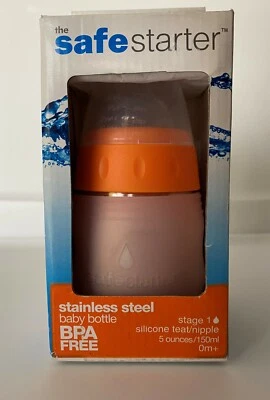 the
safestarter™
stainless steel
baby bottle
BPA
FREE
stage 1
silicone teat/nipple
5 ounces/150ml
0m+